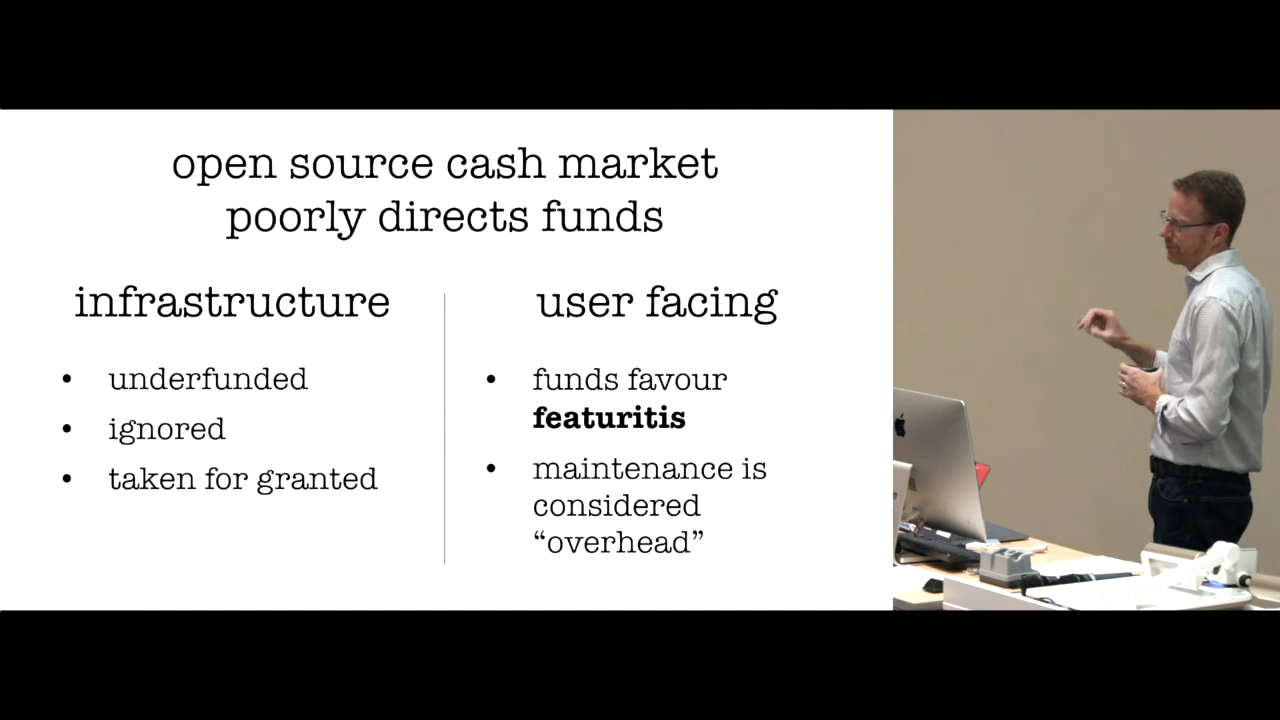 open source cash market
poorly directs funds
infrastructure
• underfunded
• ignored
• taken for granted
user facing
• funds favour
featuritis
• maintenance is
considered
“overhead”